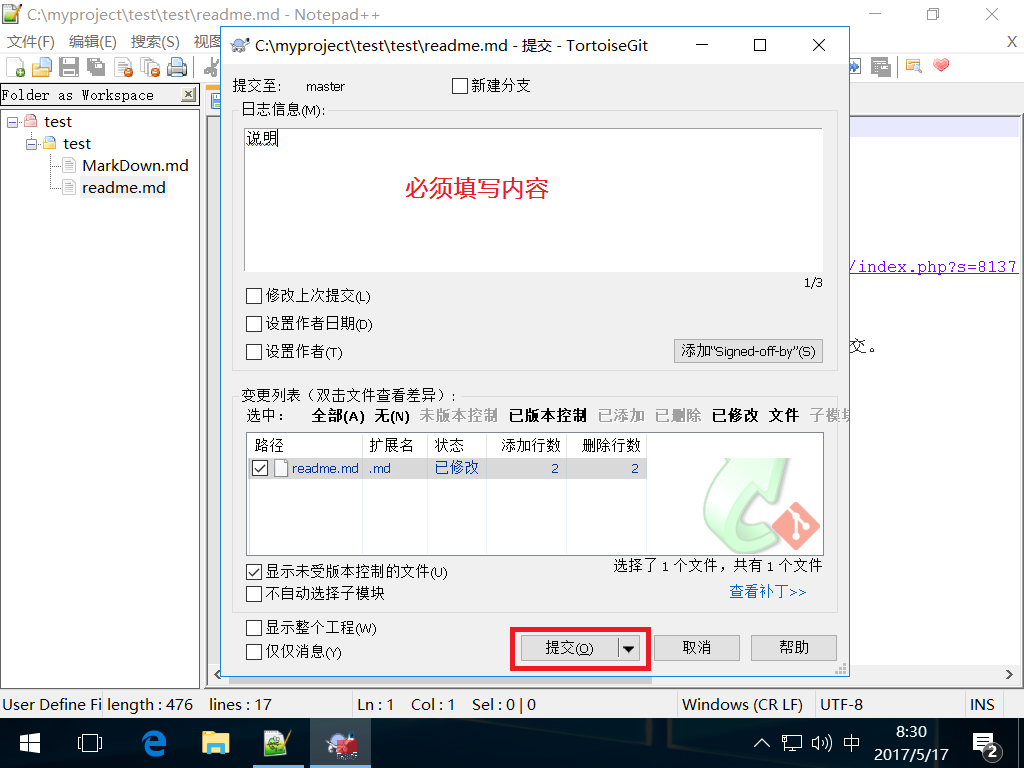 C:\myproject\test\test\readme.md - Notepad++
文件(F) 编辑(E) 搜索(S) 视图
X
Folder as Workspace
test
test
MarkDown.md
readme.md
C:\myproject\test\test\readme.md - 提交 - TortoiseGit
提交至: master 新建分支
日志信息(M):
说明
必须填写内容
/index.php?s=8137
1/3
修改上次提交(L)
设置作者日期(D)
设置作者(T)
添加"Signed-off-by"(S)
交。
变更列表（双击文件查看差异）:
选中: 全部(A) 无(N) 未版本控制 已版本控制 已添加 已删除 已修改 文件 子模块
路径 扩展名 状态 添加行数 删除行数
readme.md .md 已修改 2 2
选择了 1 个文件，共有 1 个文件
显示未受版本控制的文件(U)
不自动选择子模块
查看补丁>>
显示整个工程(W)
仅仅消息(Y)
提交(O) 取消 帮助
User Define Fi length : 476 lines : 17 Ln : 1 Col : 1 Sel : 0 | 0 Windows (CR LF) UTF-8 INS
中
8:30
2017/5/17
2